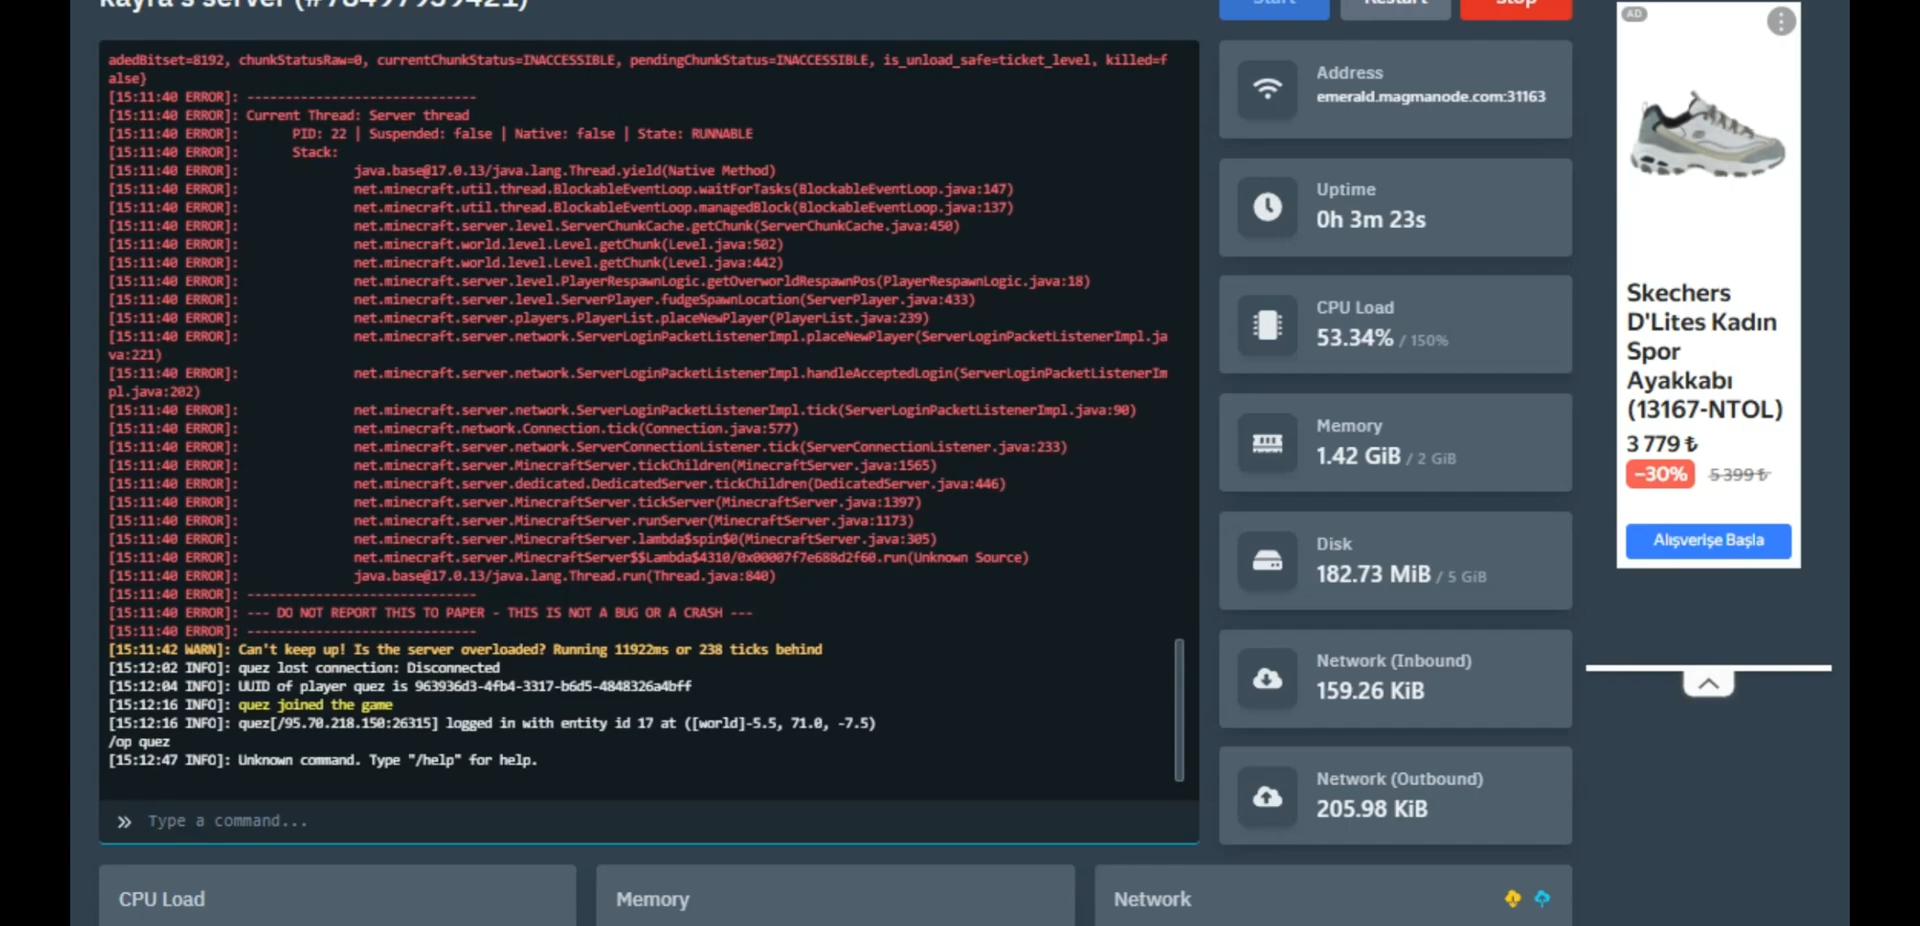 Kayra's server (#78497959421)
Start
Restart
Stop
adedBitset=8192, chunkStatusRaw=0, currentChunkStatus=INACCESSIBLE, pendingChunkStatus=INACCESSIBLE, is_unload_safe=ticket_level, killed=f
alse}
[15:11:40 ERROR]: ------------------------------
[15:11:40 ERROR]: Current Thread: Server thread
[15:11:40 ERROR]: PID: 22 | Suspended: false | Native: false | State: RUNNABLE
[15:11:40 ERROR]: Stack:
[15:11:40 ERROR]: java.base@17.0.13/java.lang.Thread.yield(Native Method)
[15:11:40 ERROR]: net.minecraft.util.thread.BlockableEventLoop.waitForTasks(BlockableEventLoop.java:147)
[15:11:40 ERROR]: net.minecraft.util.thread.BlockableEventLoop.managedBlock(BlockableEventLoop.java:137)
[15:11:40 ERROR]: net.minecraft.server.level.ServerChunkCache.getChunk(ServerChunkCache.java:450)
[15:11:40 ERROR]: net.minecraft.world.level.Level.getChunk(Level.java:502)
[15:11:40 ERROR]: net.minecraft.world.level.Level.getChunk(Level.java:442)
[15:11:40 ERROR]: net.minecraft.server.level.PlayerRespawnLogic.getOverworldRespawnPos(PlayerRespawnLogic.java:18)
[15:11:40 ERROR]: net.minecraft.server.level.ServerPlayer.fudgeSpawnLocation(ServerPlayer.java:433)
[15:11:40 ERROR]: net.minecraft.server.players.PlayerList.placeNewPlayer(PlayerList.java:239)
[15:11:40 ERROR]: net.minecraft.server.network.ServerLoginPacketListenerImpl.placeNewPlayer(ServerLoginPacketListenerImpl.ja
va:221)
[15:11:40 ERROR]: net.minecraft.server.network.ServerLoginPacketListenerImpl.handleAcceptedLogin(ServerLoginPacketListenerIm
pl.java:202)
[15:11:40 ERROR]: net.minecraft.server.network.ServerLoginPacketListenerImpl.tick(ServerLoginPacketListenerImpl.java:90)
[15:11:40 ERROR]: net.minecraft.network.Connection.tick(Connection.java:577)
[15:11:40 ERROR]: net.minecraft.server.network.ServerConnectionListener.tick(ServerConnectionListener.java:233)
[15:11:40 ERROR]: net.minecraft.server.MinecraftServer.tickChildren(MinecraftServer.java:1565)
[15:11:40 ERROR]: net.minecraft.server.dedicated.DedicatedServer.tickChildren(DedicatedServer.java:446)
[15:11:40 ERROR]: net.minecraft.server.MinecraftServer.tickServer(MinecraftServer.java:1397)
[15:11:40 ERROR]: net.minecraft.server.MinecraftServer.runServer(MinecraftServer.java:1173)
[15:11:40 ERROR]: net.minecraft.server.MinecraftServer.lambda$spin$0(MinecraftServer.java:305)
[15:11:40 ERROR]: net.minecraft.server.MinecraftServer$$Lambda$4310/0x00007f7e688d2f60.run(Unknown Source)
[15:11:40 ERROR]: java.base@17.0.13/java.lang.Thread.run(Thread.java:840)
[15:11:40 ERROR]: ------------------------------
[15:11:40 ERROR]: --- DO NOT REPORT THIS TO PAPER - THIS IS NOT A BUG OR A CRASH ---
[15:11:40 ERROR]: ------------------------------
[15:11:42 WARN]: Can't keep up! Is the server overloaded? Running 11922ms or 238 ticks behind
[15:12:02 INFO]: quez lost connection: Disconnected
[15:12:04 INFO]: UUID of player quez is 963936d3-4fb4-3317-b6d5-4848326a4bff
[15:12:16 INFO]: quez joined the game
[15:12:16 INFO]: quez[/95.70.218.150:26315] logged in with entity id 17 at ([world]-5.5, 71.0, -7.5)
/op quez
[15:12:47 INFO]: Unknown command. Type "/help" for help.
» Type a command...
Address
emerald.magmanode.com:31163
Uptime
0h 3m 23s
CPU Load
53.34% / 150%
Memory
1.42 GiB / 2 GiB
Disk
182.73 MiB / 5 GiB
Network (Inbound)
159.26 KiB
Network (Outbound)
205.98 KiB
AD
Skechers
D'Lites Kadın
Spor
Ayakkabı
(13167-NTOL)
3 779 ₺
−30% 5 399 ₺
Alışverişe Başla
CPU Load
Memory
Network